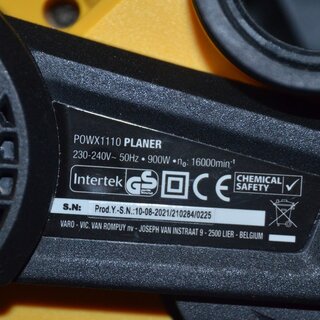 POWX1110 PLANER
230-240V~ 50Hz • 900W • n₀: 16000min⁻¹
Intertek GS CE CHEMICAL SAFETY
S.N.: Prod.Y.-S.N.:10-06-2021/210284/0225
VARO - VIC. VAN ROMPUY nv - JOSEPH VAN INSTRAAT 9 - 2500 LIER - BELGIUM